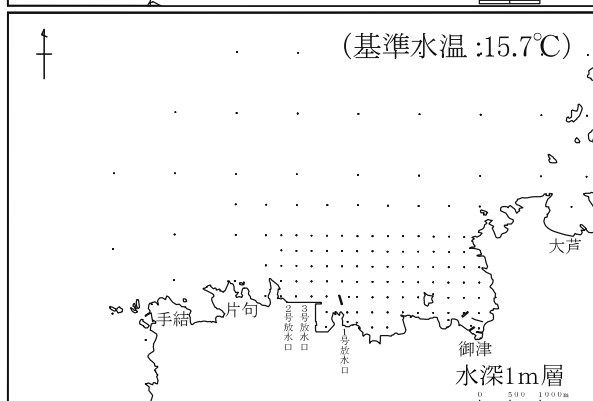 (基準水温:15.7℃)
大芦
片句
手結
2号放水口
3号放水口
1号放水口
御津
水深1m層
0 500 1000m